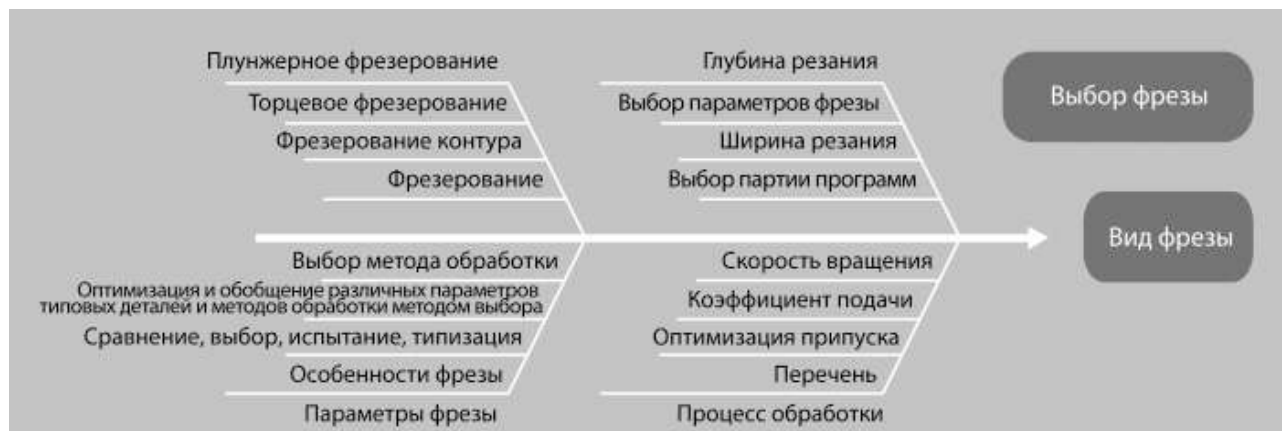 Плунжерное фрезерование
Торцевое фрезерование
Фрезерование контура
Фрезерование
Глубина резания
Выбор параметров фрезы
Ширина резания
Выбор партии программ
Выбор фрезы
Вид фрезы
Выбор метода обработки
Оптимизация и обобщение различных параметров
типовых деталей и методов обработки методом выбора
Сравнение, выбор, испытание, типизация
Особенности фрезы
Параметры фрезы
Скорость вращения
Коэффициент подачи
Оптимизация припуска
Перечень
Процесс обработки